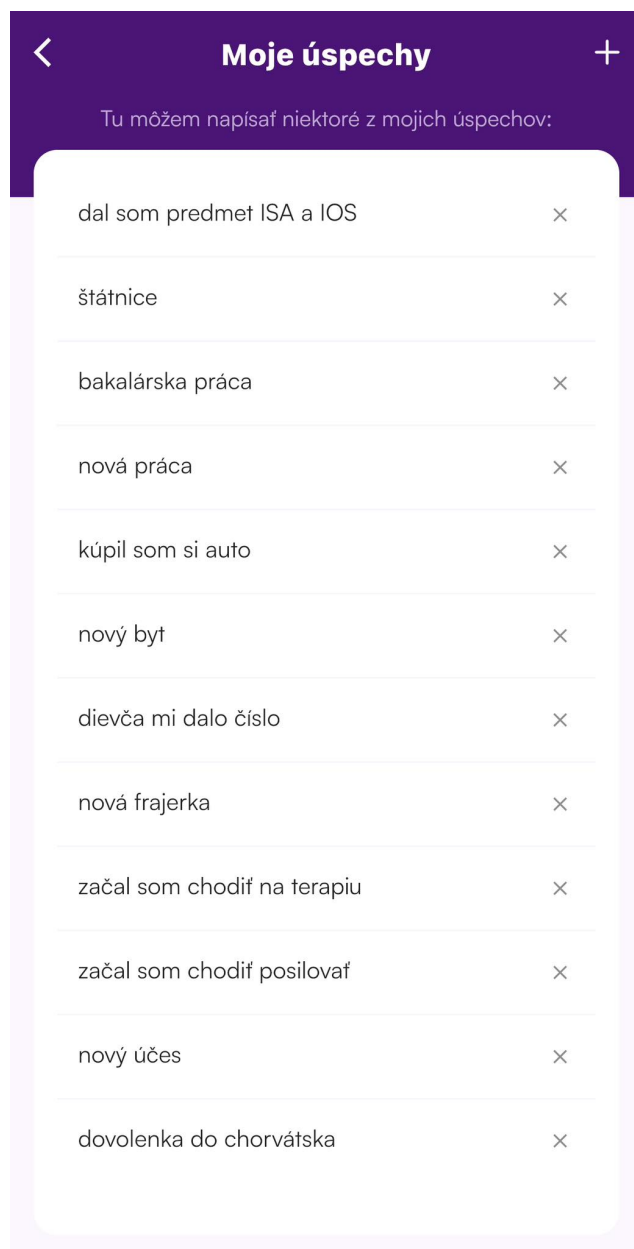 Moje úspechy
Tu môžem napísať niektoré z mojich úspechov:
dal som predmet ISA a IOS
štátnice
bakalárska práca
nová práca
kúpil som si auto
nový byt
dievča mi dalo číslo
nová frajerka
začal som chodiť na terapiu
začal som chodiť posilovať
nový účes
dovolenka do chorvátska